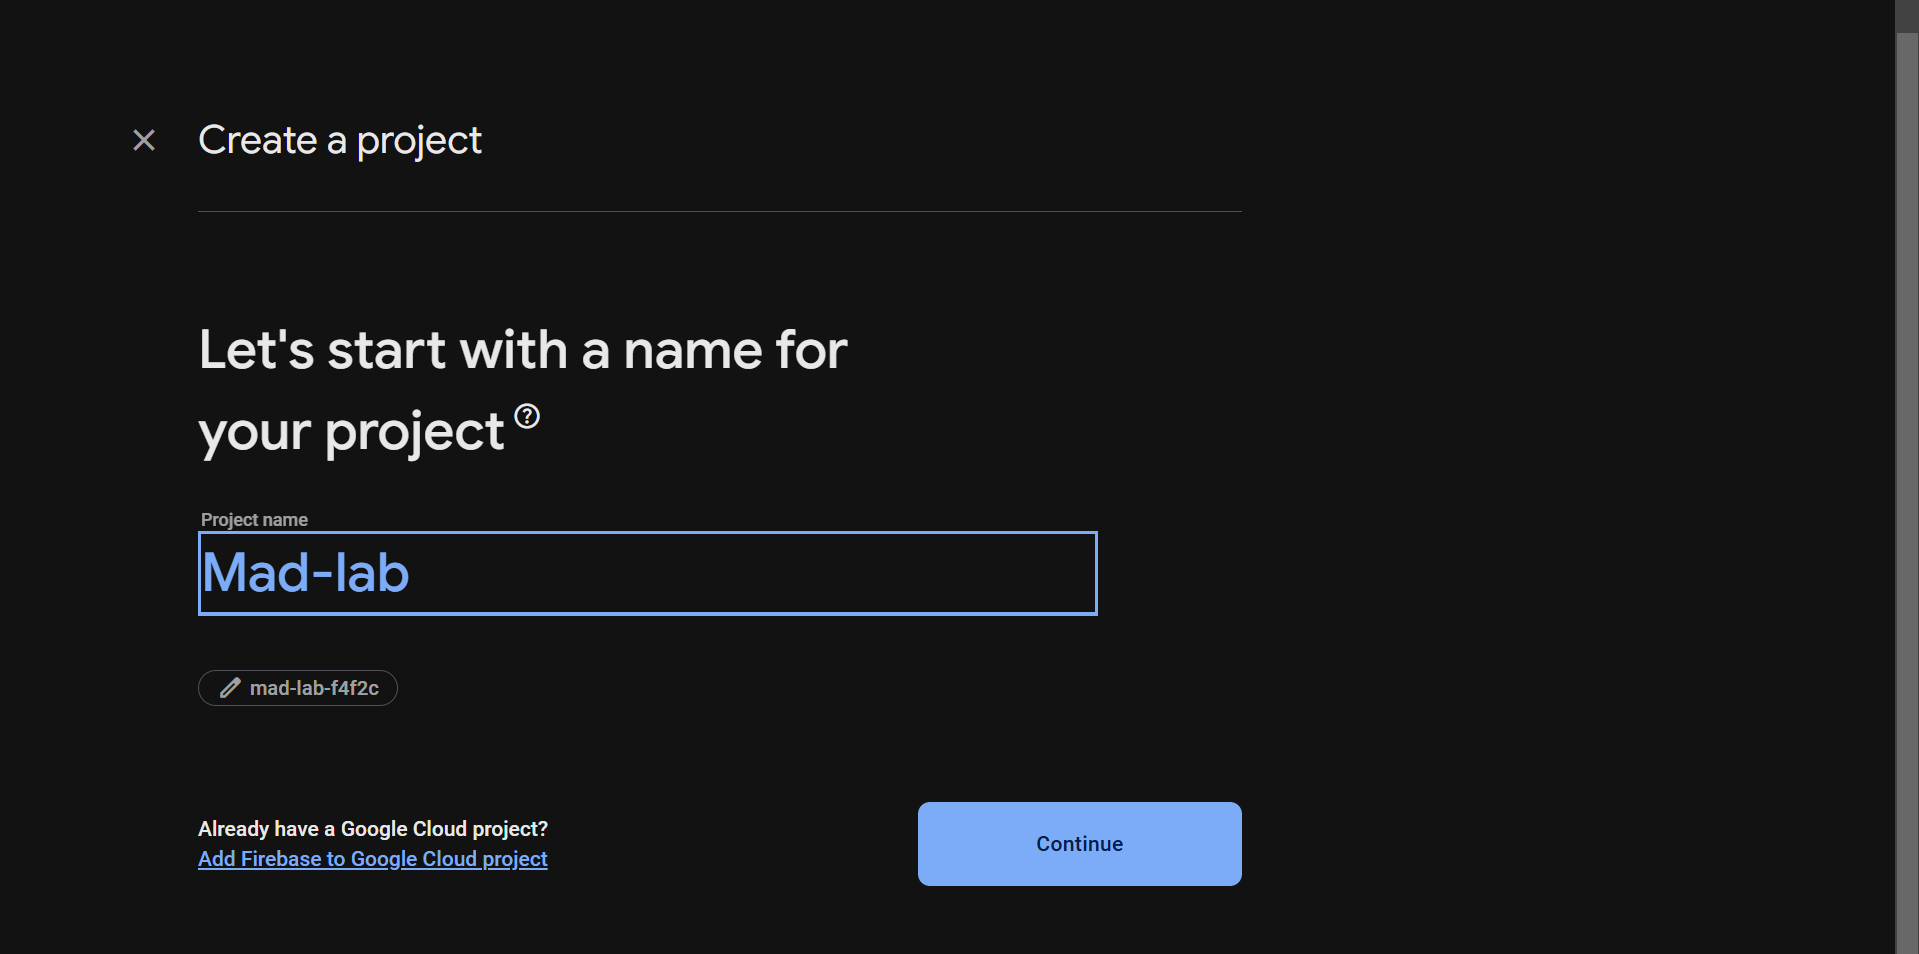 Create a project
Let's start with a name for
your project
Project name
Mad-lab
mad-lab-f4f2c
Already have a Google Cloud project?
Add Firebase to Google Cloud project
Continue